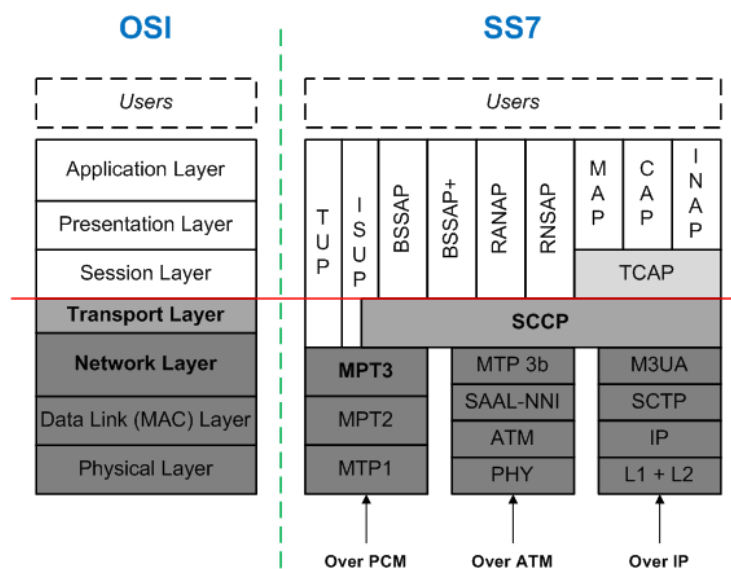 OSI
SS7
Users
Users
Application Layer
Presentation Layer
Session Layer
Transport Layer
Network Layer
Data Link (MAC) Layer
Physical Layer
TUP
ISUP
BSSAP
BSSAP+
RANAP
RNSAP
MAP
CAP
INAP
TCAP
SCCP
MPT3
MPT2
MTP1
MTP 3b
SAAL-NNI
ATM
PHY
M3UA
SCTP
IP
L1 + L2
Over PCM
Over ATM
Over IP